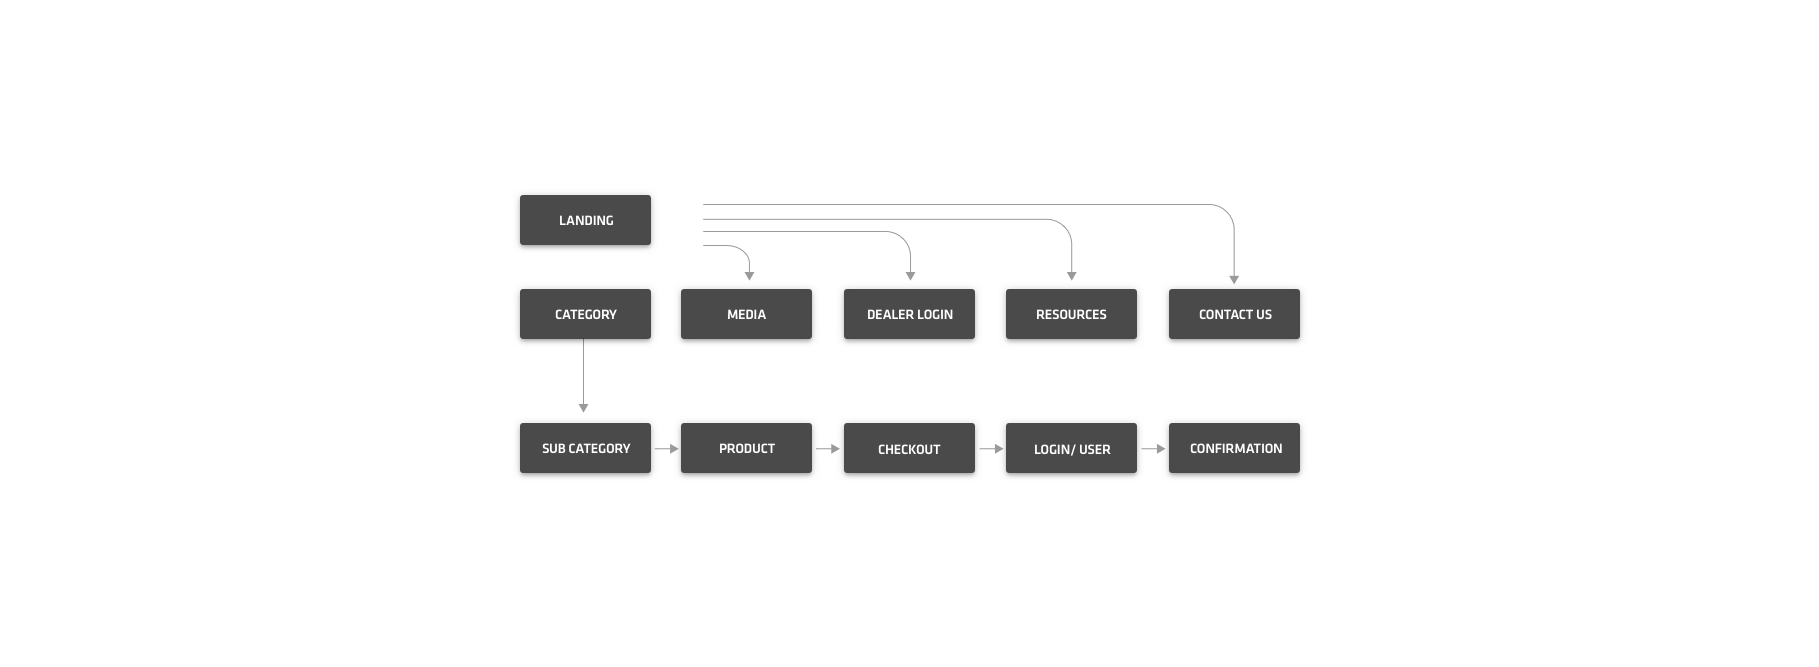 LANDING
CATEGORY
MEDIA
DEALER LOGIN
RESOURCES
CONTACT US
SUB CATEGORY
PRODUCT
CHECKOUT
LOGIN/ USER
CONFIRMATION